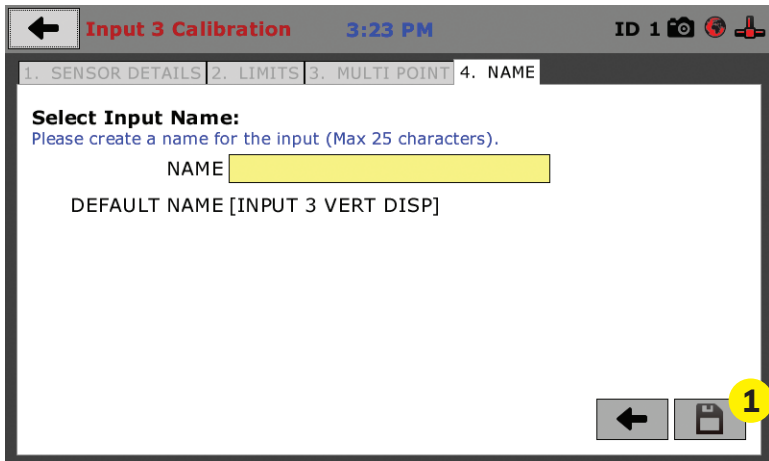 Input 3 Calibration 3:23 PM ID 1
1. SENSOR DETAILS 2. LIMITS 3. MULTI POINT 4. NAME
Select Input Name:
Please create a name for the input (Max 25 characters).
NAME
DEFAULT NAME [INPUT 3 VERT DISP]
1